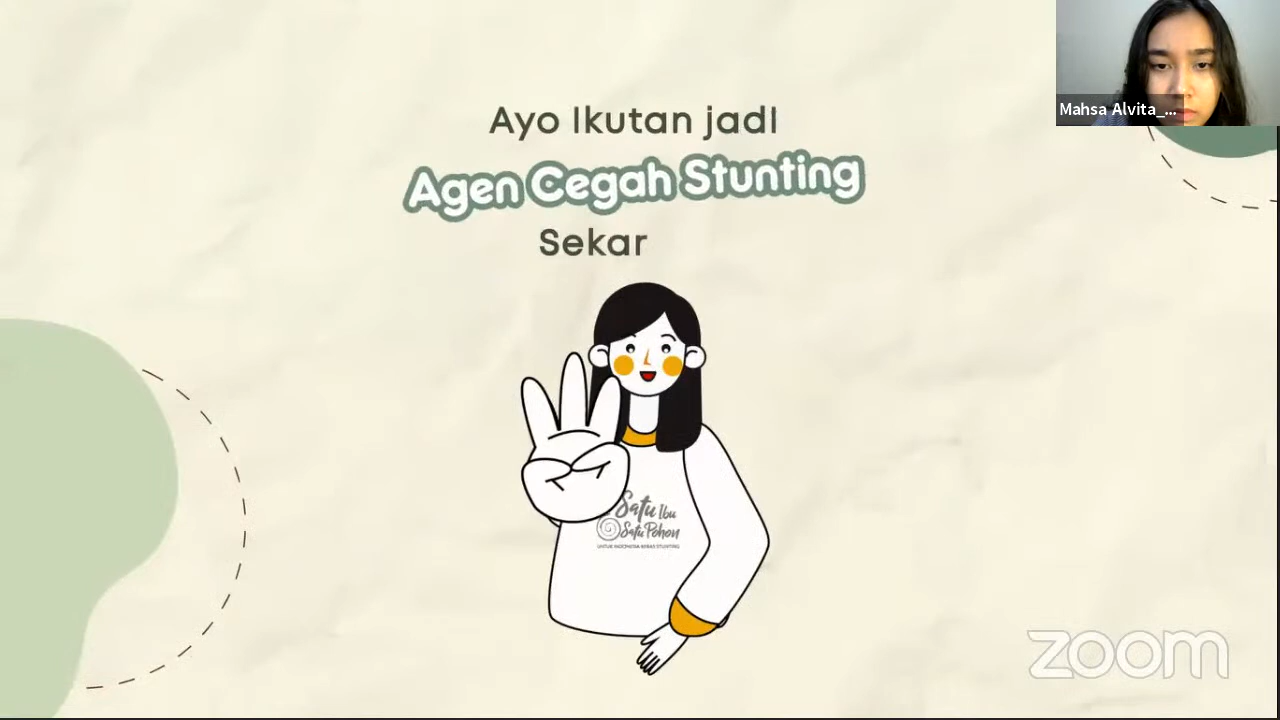 Ayo Ikutan jadI
Agen Cegah Stunting
Sekar
Mahsa Alvita_...
Satu Ibu
Satu Pohon
UNTUK INDONESIA BEBAS STUNTING
zoom